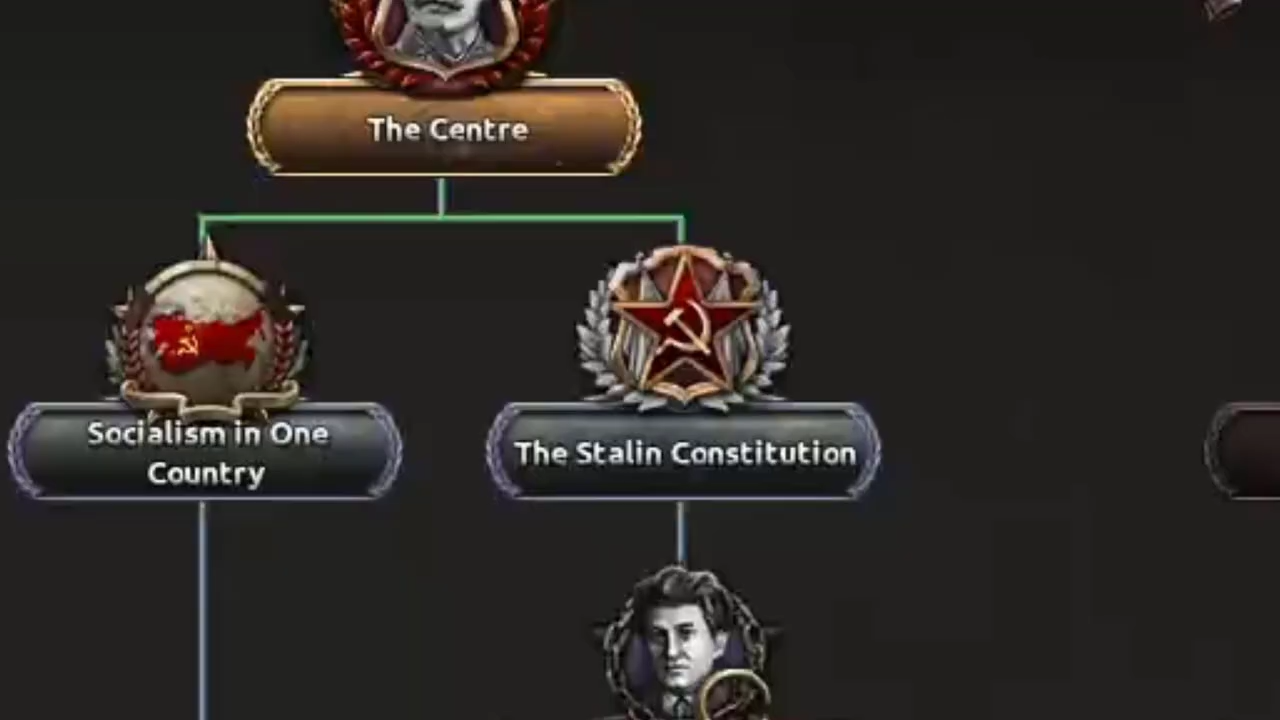 The Centre
Socialism in One
Country
The Stalin Constitution